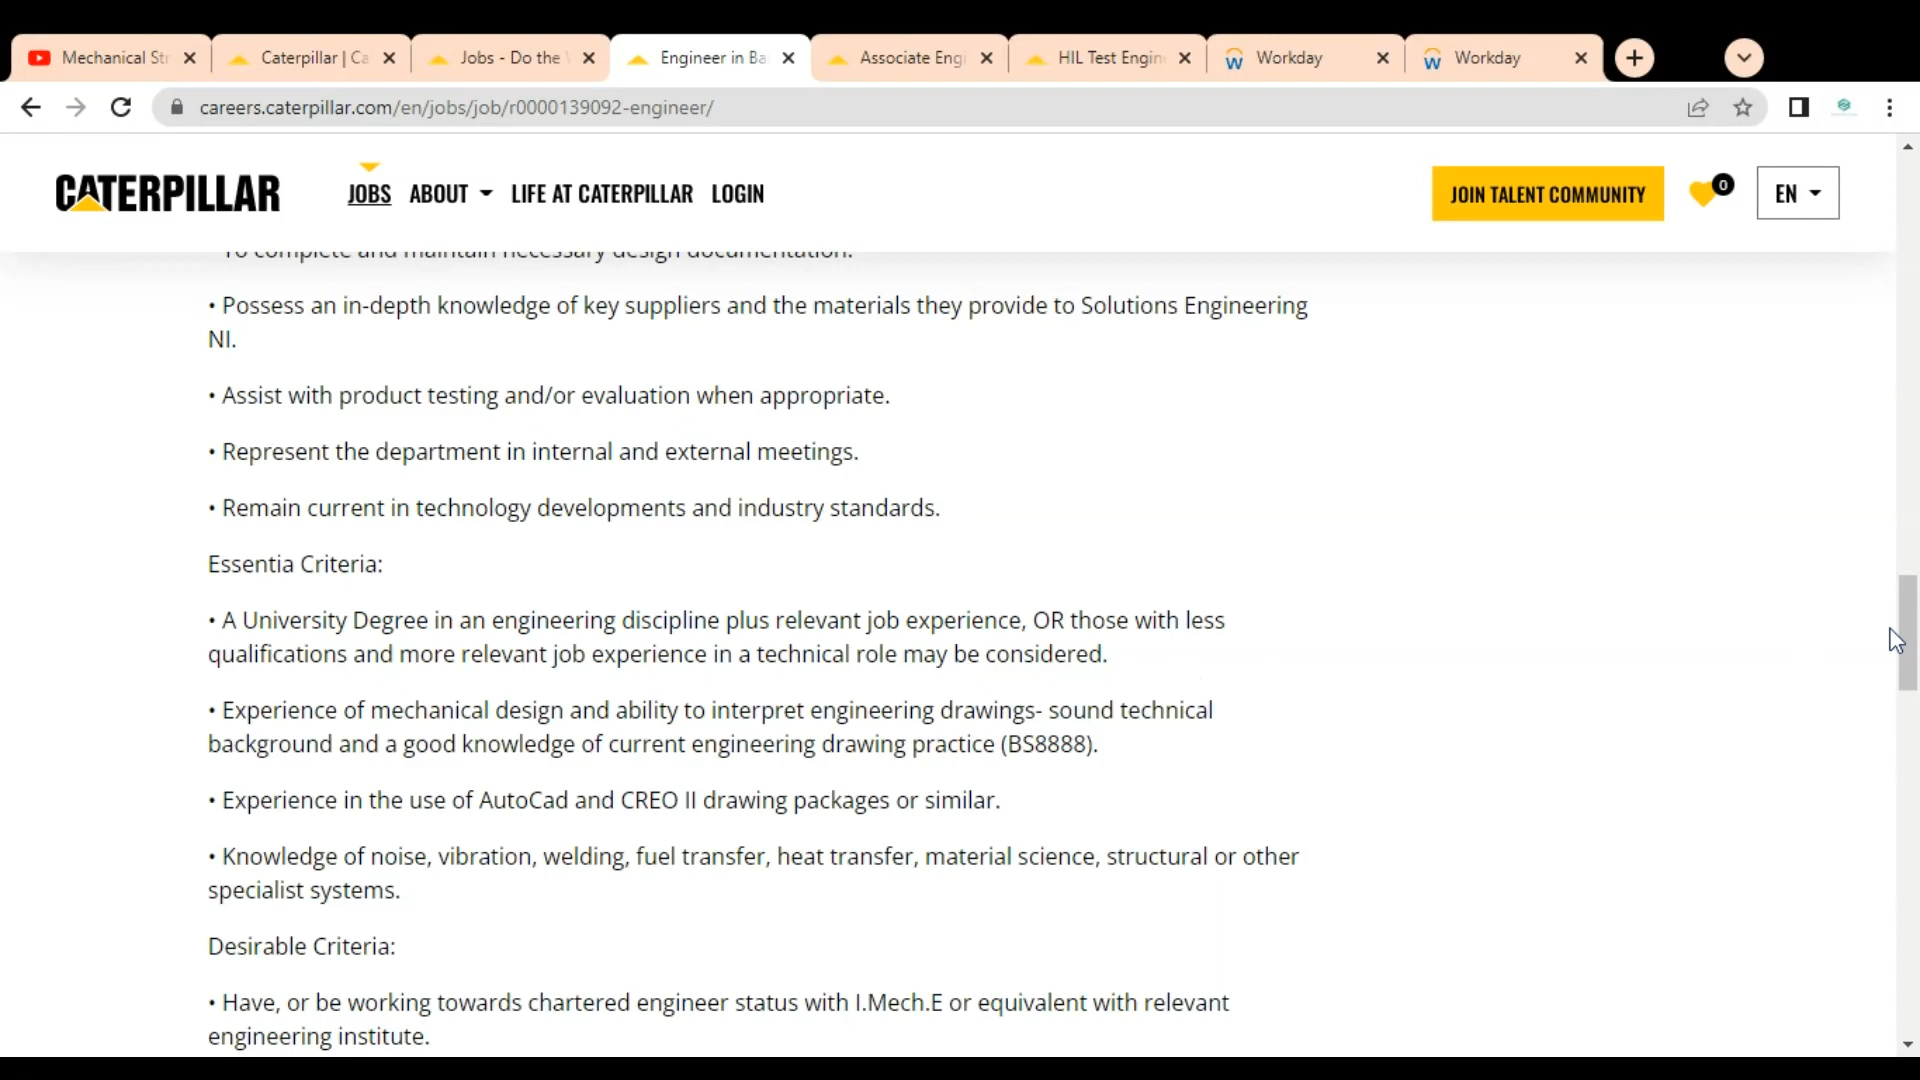 Mechanical Str
Caterpillar | Ca
Jobs - Do the
Engineer in Ba
Associate Engi
HIL Test Engin
Workday
Workday
careers.caterpillar.com/en/jobs/job/r0000139092-engineer/
CATERPILLAR
JOBS
ABOUT
LIFE AT CATERPILLAR
LOGIN
JOIN TALENT COMMUNITY
0
EN
To complete and maintain necessary design documentation.
• Possess an in-depth knowledge of key suppliers and the materials they provide to Solutions Engineering
NI.
• Assist with product testing and/or evaluation when appropriate.
• Represent the department in internal and external meetings.
• Remain current in technology developments and industry standards.
Essentia Criteria:
• A University Degree in an engineering discipline plus relevant job experience, OR those with less
qualifications and more relevant job experience in a technical role may be considered.
• Experience of mechanical design and ability to interpret engineering drawings- sound technical
background and a good knowledge of current engineering drawing practice (BS8888).
• Experience in the use of AutoCad and CREO II drawing packages or similar.
• Knowledge of noise, vibration, welding, fuel transfer, heat transfer, material science, structural or other
specialist systems.
Desirable Criteria:
• Have, or be working towards chartered engineer status with I.Mech.E or equivalent with relevant
engineering institute.